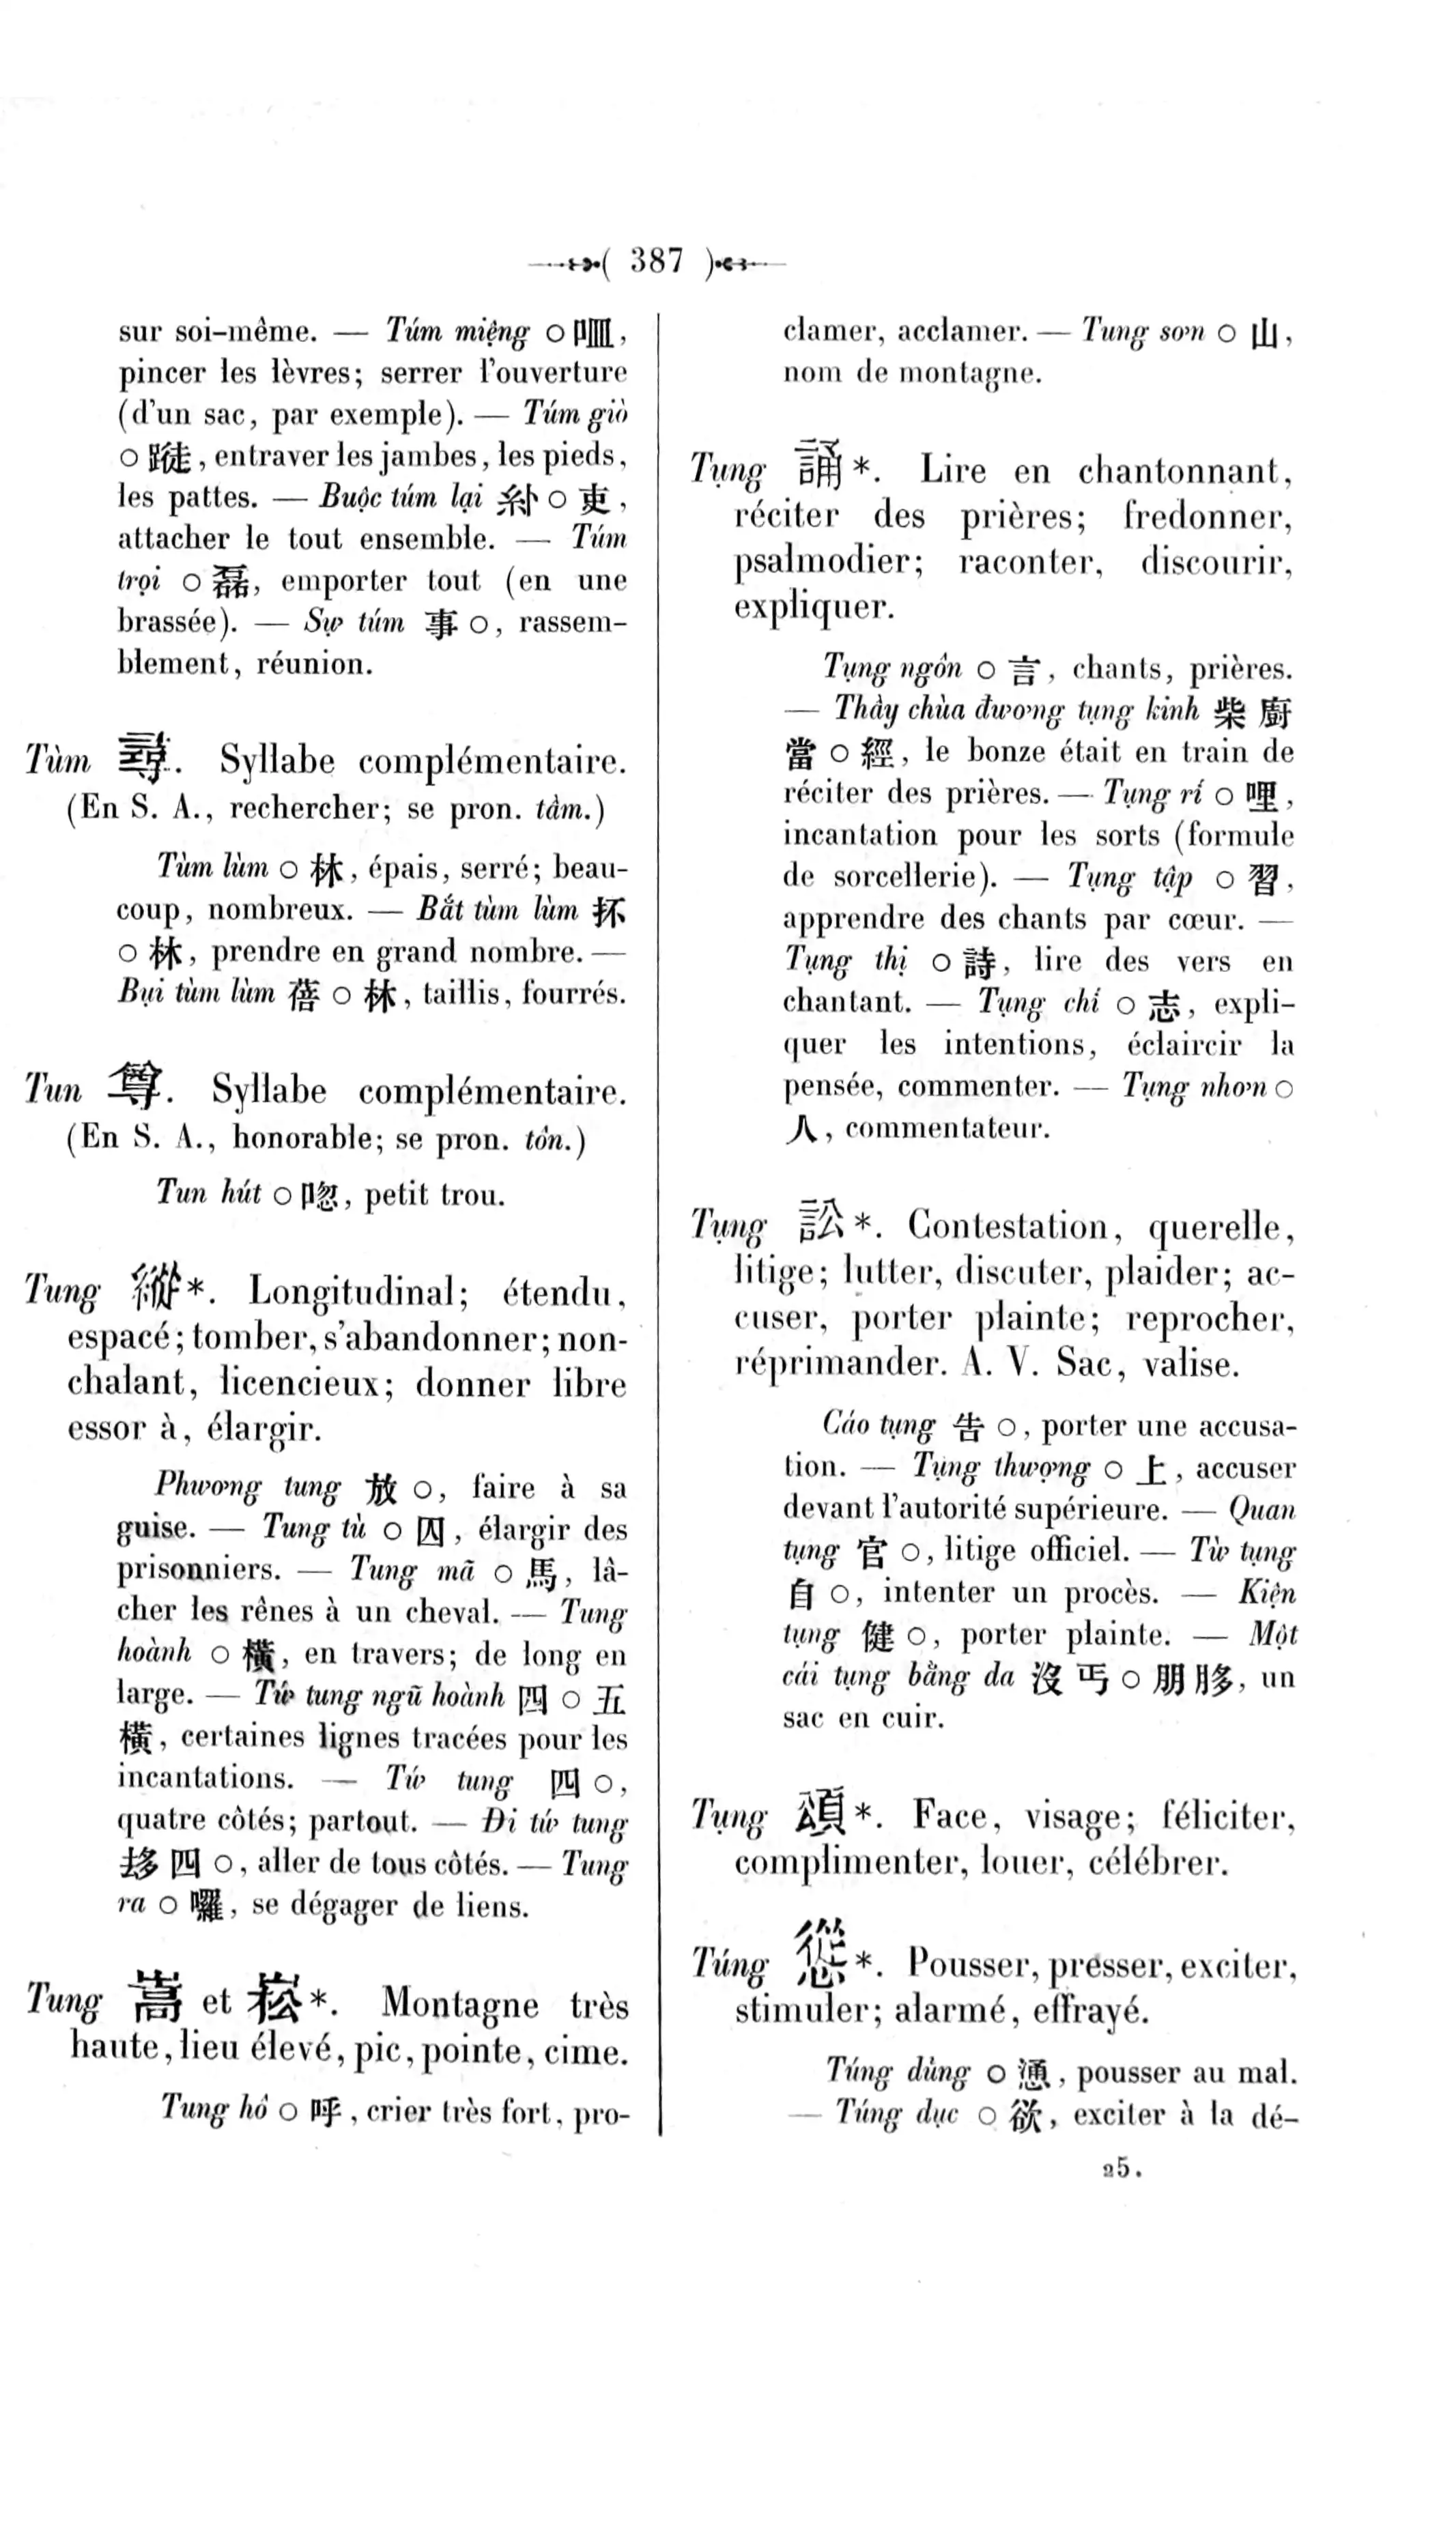 ( 387 )
sur soi-même. — Túm miệng ○ 𠰘,
pincer les lèvres; serrer l'ouverture
(d'un sac, par exemple). — Túm giò
○ 𨃝, entraver les jambes, les pieds,
les pattes. — Buộc túm lại 紨 ○ 吏,
attacher le tout ensemble. — Túm
trọi ○ 磊, emporter tout (en une
brassée). — Sự túm 事 ○, rassem-
blement, réunion.
Tùm 尋. Syllabe complémentaire.
(En S. A., rechercher; se pron. tầm.)
Tùm lùm ○ 林, épais, serré; beau-
coup, nombreux. — Bắt tùm lùm 抔
○ 林, prendre en grand nombre. —
Bụi tùm lùm 蓓 ○ 林, taillis, fourrés.
Tun 尊. Syllabe complémentaire.
(En S. A., honorable; se pron. tôn.)
Tun hút ○ 唿, petit trou.
Tung 縱*. Longitudinal; étendu,
espacé; tomber, s'abandonner; non-
chalant, licencieux; donner libre
essor à, élargir.
Phương tung 放 ○, faire à sa
guise. — Tung tù ○ 囚, élargir des
prisonniers. — Tung mã ○ 馬, lâ-
cher les rênes à un cheval. — Tung
hoành ○ 橫, en travers; de long en
large. — Tứ tung ngũ hoành 四 ○ 五
橫, certaines lignes tracées pour les
incantations. — Tứ tung 四 ○,
quatre côtés; partout. — Đi tứ tung
𠫾 四 ○, aller de tous côtés. — Tung
ra ○ 囉, se dégager de liens.
Tung 嵩 et 崧*. Montagne très
haute, lieu élevé, pic, pointe, cime.
Tung hô ○ 呼, crier très fort, pro-
clamer, acclamer. — Tung sơn ○ 山,
nom de montagne.
Tụng 誦*. Lire en chantonnant,
réciter des prières; fredonner,
psalmodier; raconter, discourir,
expliquer.
Tụng ngôn ○ 言, chants, prières.
— Thầy chùa đương tụng kinh 柴 廚
當 ○ 經, le bonze était en train de
réciter des prières. — Tụng rí ○ 哩,
incantation pour les sorts (formule
de sorcellerie). — Tụng tập ○ 習,
apprendre des chants par cœur. —
Tụng thị ○ 詩, lire des vers en
chantant. — Tụng chí ○ 志, expli-
quer les intentions, éclaircir la
pensée, commenter. — Tụng nhơn ○
人, commentateur.
Tụng 訟*. Contestation, querelle,
litige; lutter, discuter, plaider; ac-
cuser, porter plainte; reprocher,
réprimander. A. V. Sac, valise.
Cáo tụng 告 ○, porter une accusa-
tion. — Tụng thượng ○ 上, accuser
devant l'autorité supérieure. — Quan
tụng 官 ○, litige officiel. — Từ tụng
自 ○, intenter un procès. — Kiện
tụng 健 ○, porter plainte. — Một
cái tụng bằng da 沒 丐 ○ 朋 䏧, un
sac en cuir.
Tụng 頌*. Face, visage; féliciter,
complimenter, louer, célébrer.
Túng 慫*. Pousser, presser, exciter,
stimuler; alarmé, effrayé.
Túng dũng ○ 慂, pousser au mal.
— Túng dục ○ 欲, exciter à la dé-
25.